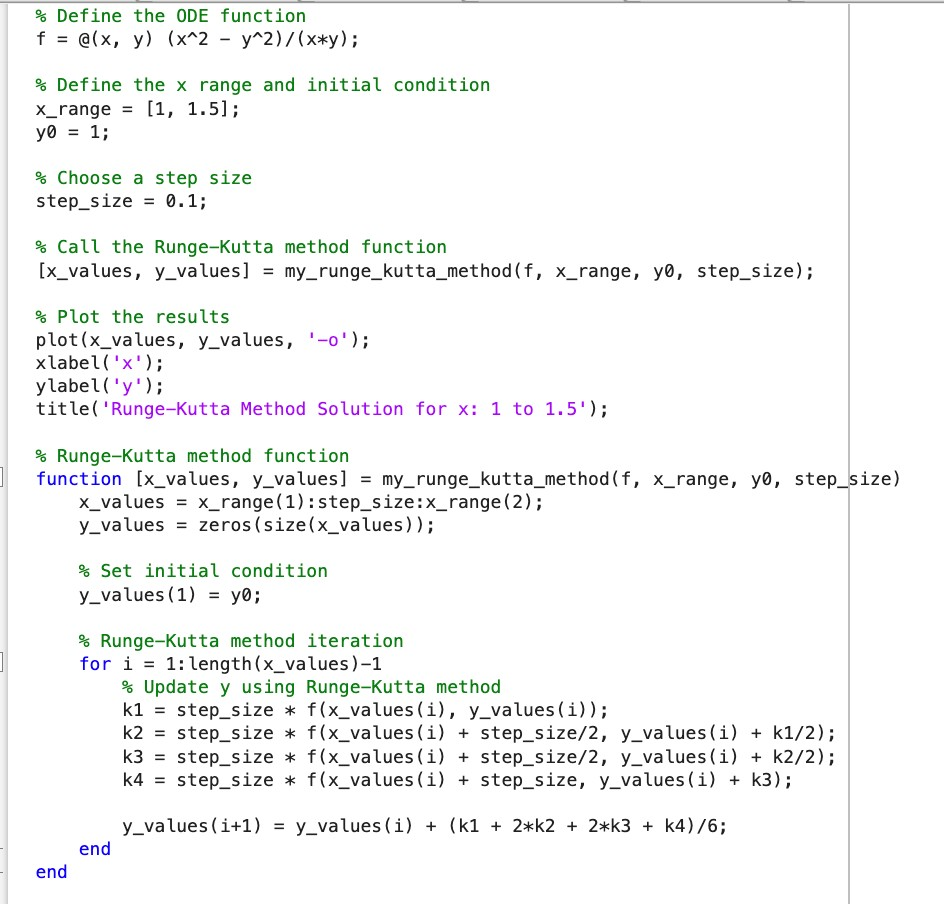 % Define the ODE function
f = @(x, y) (x^2 - y^2)/(x*y);
% Define the x range and initial condition
x_range = [1, 1.5];
y0 = 1;
% Choose a step size
step_size = 0.1;
% Call the Runge-Kutta method function
[x_values, y_values] = my_runge_kutta_method(f, x_range, y0, step_size);
% Plot the results
plot(x_values, y_values, '-o');
xlabel('x');
ylabel('y');
title('Runge-Kutta Method Solution for x: 1 to 1.5');
% Runge-Kutta method function
function [x_values, y_values] = my_runge_kutta_method(f, x_range, y0, step_size)
    x_values = x_range(1):step_size:x_range(2);
    y_values = zeros(size(x_values));
    % Set initial condition
    y_values(1) = y0;
    % Runge-Kutta method iteration
    for i = 1:length(x_values)-1
        % Update y using Runge-Kutta method
        k1 = step_size * f(x_values(i), y_values(i));
        k2 = step_size * f(x_values(i) + step_size/2, y_values(i) + k1/2);
        k3 = step_size * f(x_values(i) + step_size/2, y_values(i) + k2/2);
        k4 = step_size * f(x_values(i) + step_size, y_values(i) + k3);
        y_values(i+1) = y_values(i) + (k1 + 2*k2 + 2*k3 + k4)/6;
    end
end